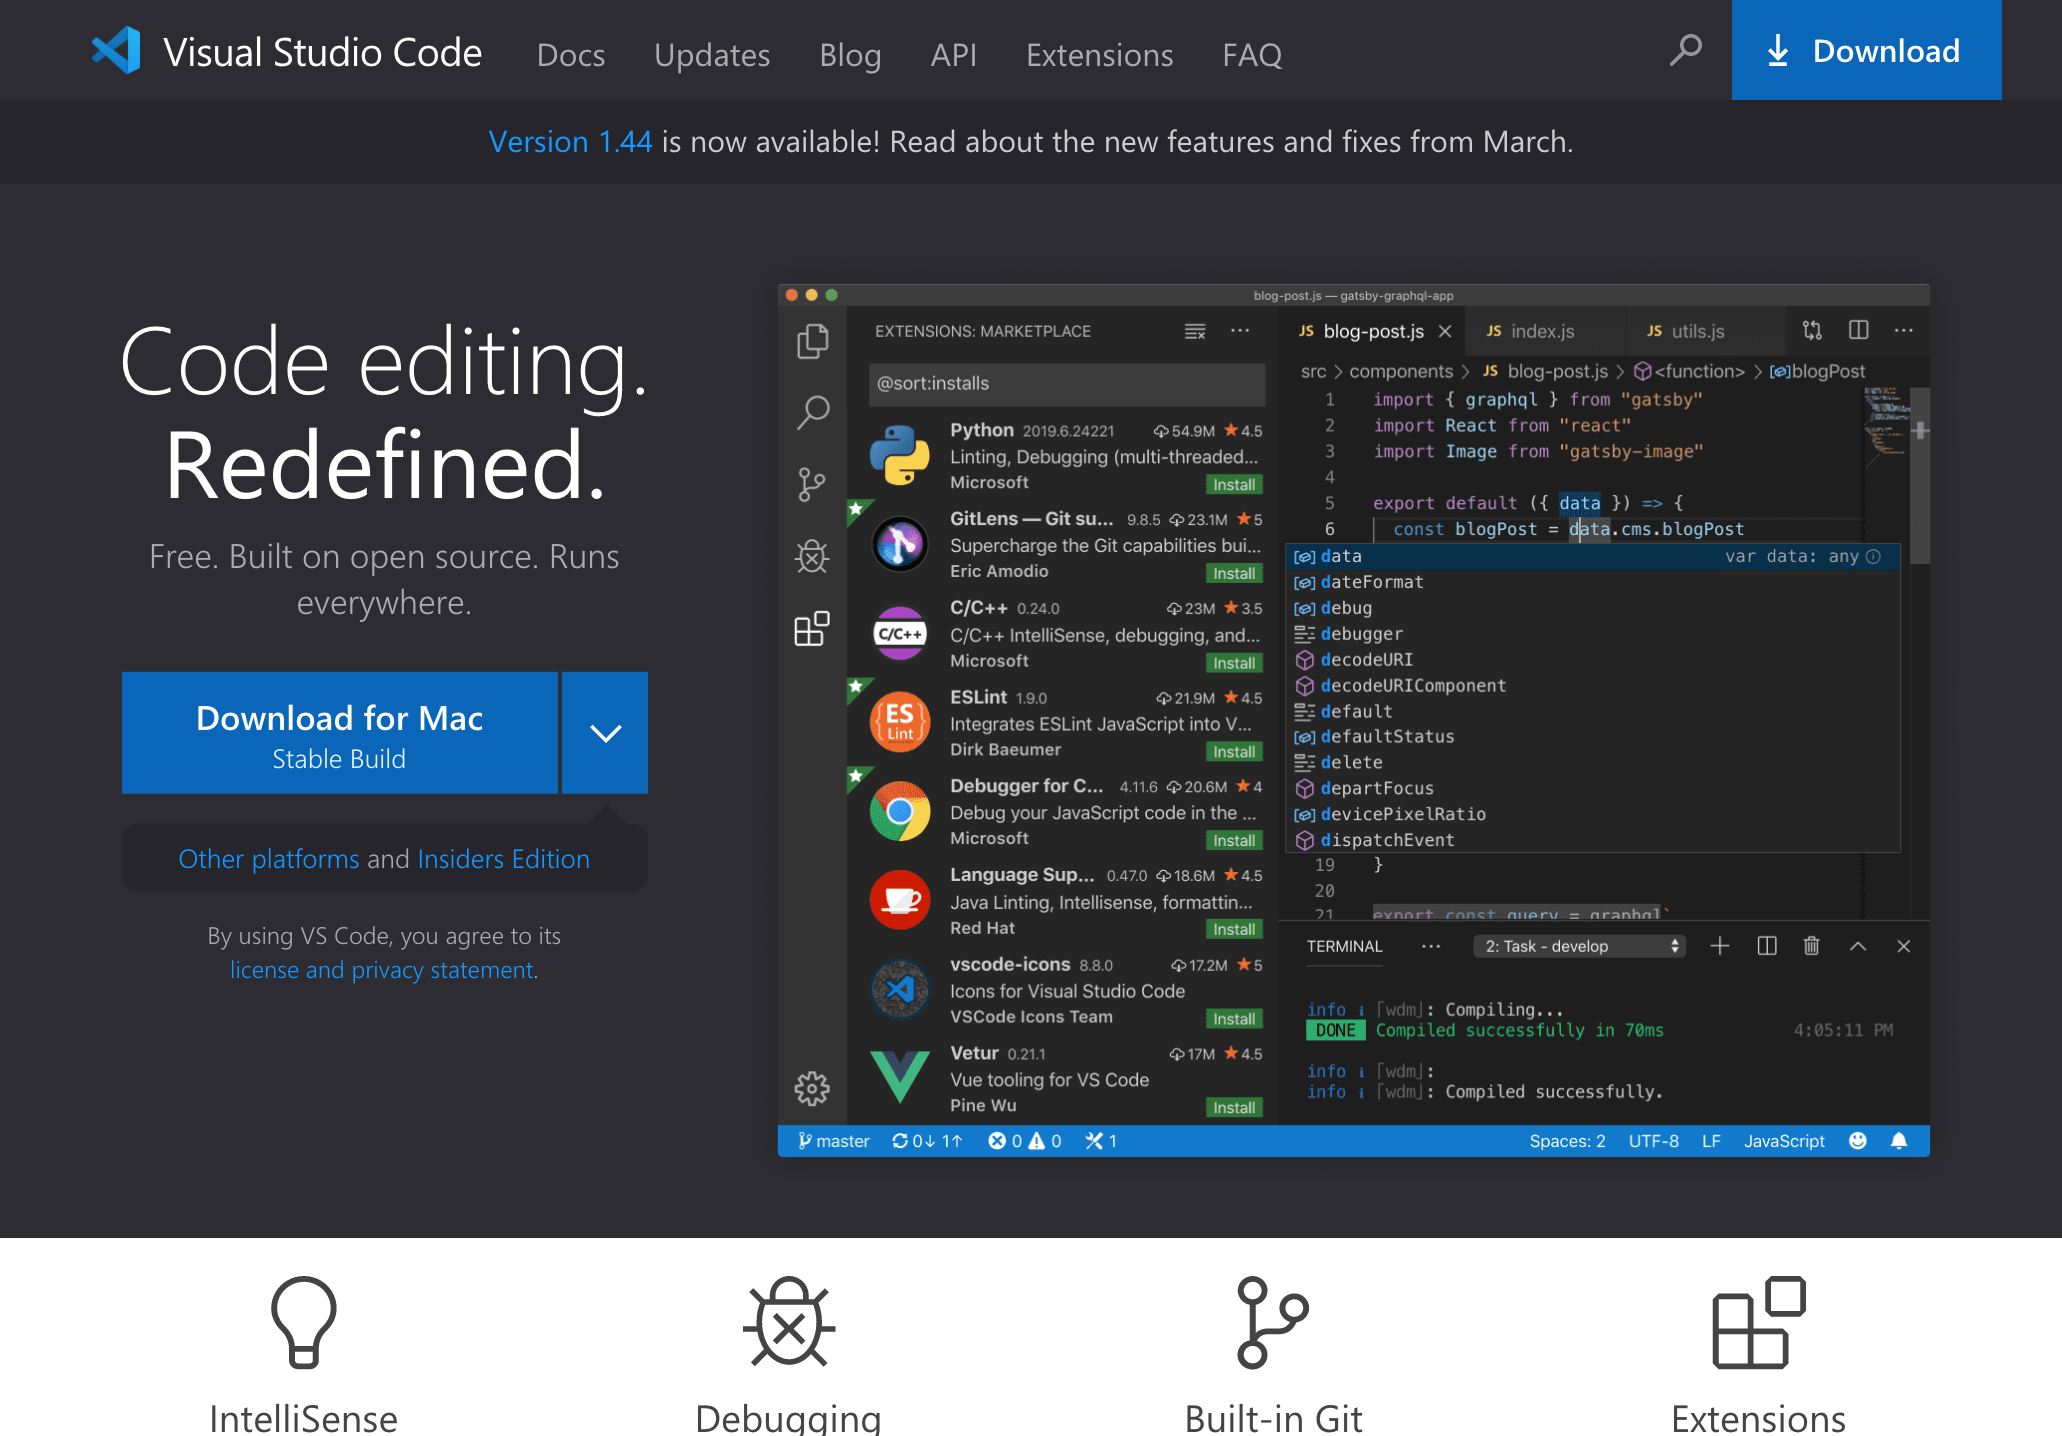 Visual Studio Code Docs Updates Blog API Extensions FAQ Download
Version 1.44 is now available! Read about the new features and fixes from March.
Code editing.
Redefined.
Free. Built on open source. Runs
everywhere.
Download for Mac
Stable Build
Other platforms and Insiders Edition
By using VS Code, you agree to its
license and privacy statement.
blog-post.js — gatsby-graphql-app
EXTENSIONS: MARKETPLACE
@sort:installs
Python 2019.6.24221 54.9M 4.5
Linting, Debugging (multi-threaded...
Microsoft Install
GitLens — Git su... 9.8.5 23.1M 5
Supercharge the Git capabilities bui...
Eric Amodio Install
C/C++
C/C++ 0.24.0 23M 3.5
C/C++ IntelliSense, debugging, and...
Microsoft Install
ES
Lint
ESLint 1.9.0 21.9M 4.5
Integrates ESLint JavaScript into V...
Dirk Baeumer Install
Debugger for C... 4.11.6 20.6M 4
Debug your JavaScript code in the ...
Microsoft Install
Language Sup... 0.47.0 18.6M 4.5
Java Linting, Intellisense, formattin...
Red Hat Install
vscode-icons 8.8.0 17.2M 5
Icons for Visual Studio Code
VSCode Icons Team Install
Vetur 0.21.1 17M 4.5
Vue tooling for VS Code
Pine Wu Install
JS blog-post.js JS index.js JS utils.js
src > components > JS blog-post.js > <function> > blogPost
1 import { graphql } from "gatsby"
2 import React from "react"
3 import Image from "gatsby-image"
4
5 export default ({ data }) => {
6 const blogPost = data.cms.blogPost
data var data: any
dateFormat
debug
debugger
decodeURI
decodeURIComponent
default
defaultStatus
delete
departFocus
devicePixelRatio
dispatchEvent
19 }
20
21 export const query = graphql`
TERMINAL ... 2: Task - develop
info i [wdm]: Compiling...
DONE Compiled successfully in 70ms 4:05:11 PM
info i [wdm]:
info i [wdm]: Compiled successfully.
master 0↓ 1↑ 0 0 1 Spaces: 2 UTF-8 LF JavaScript
IntelliSense Debugging Built-in Git Extensions